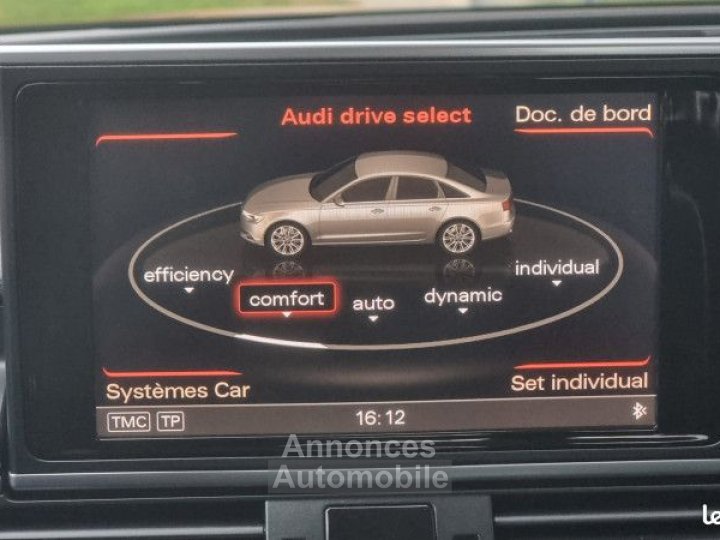 Audi drive select
Doc. de bord
efficiency
comfort
auto
dynamic
individual
Systèmes Car
Set individual
TMC TP
16:12
Annonces
Automobile
le